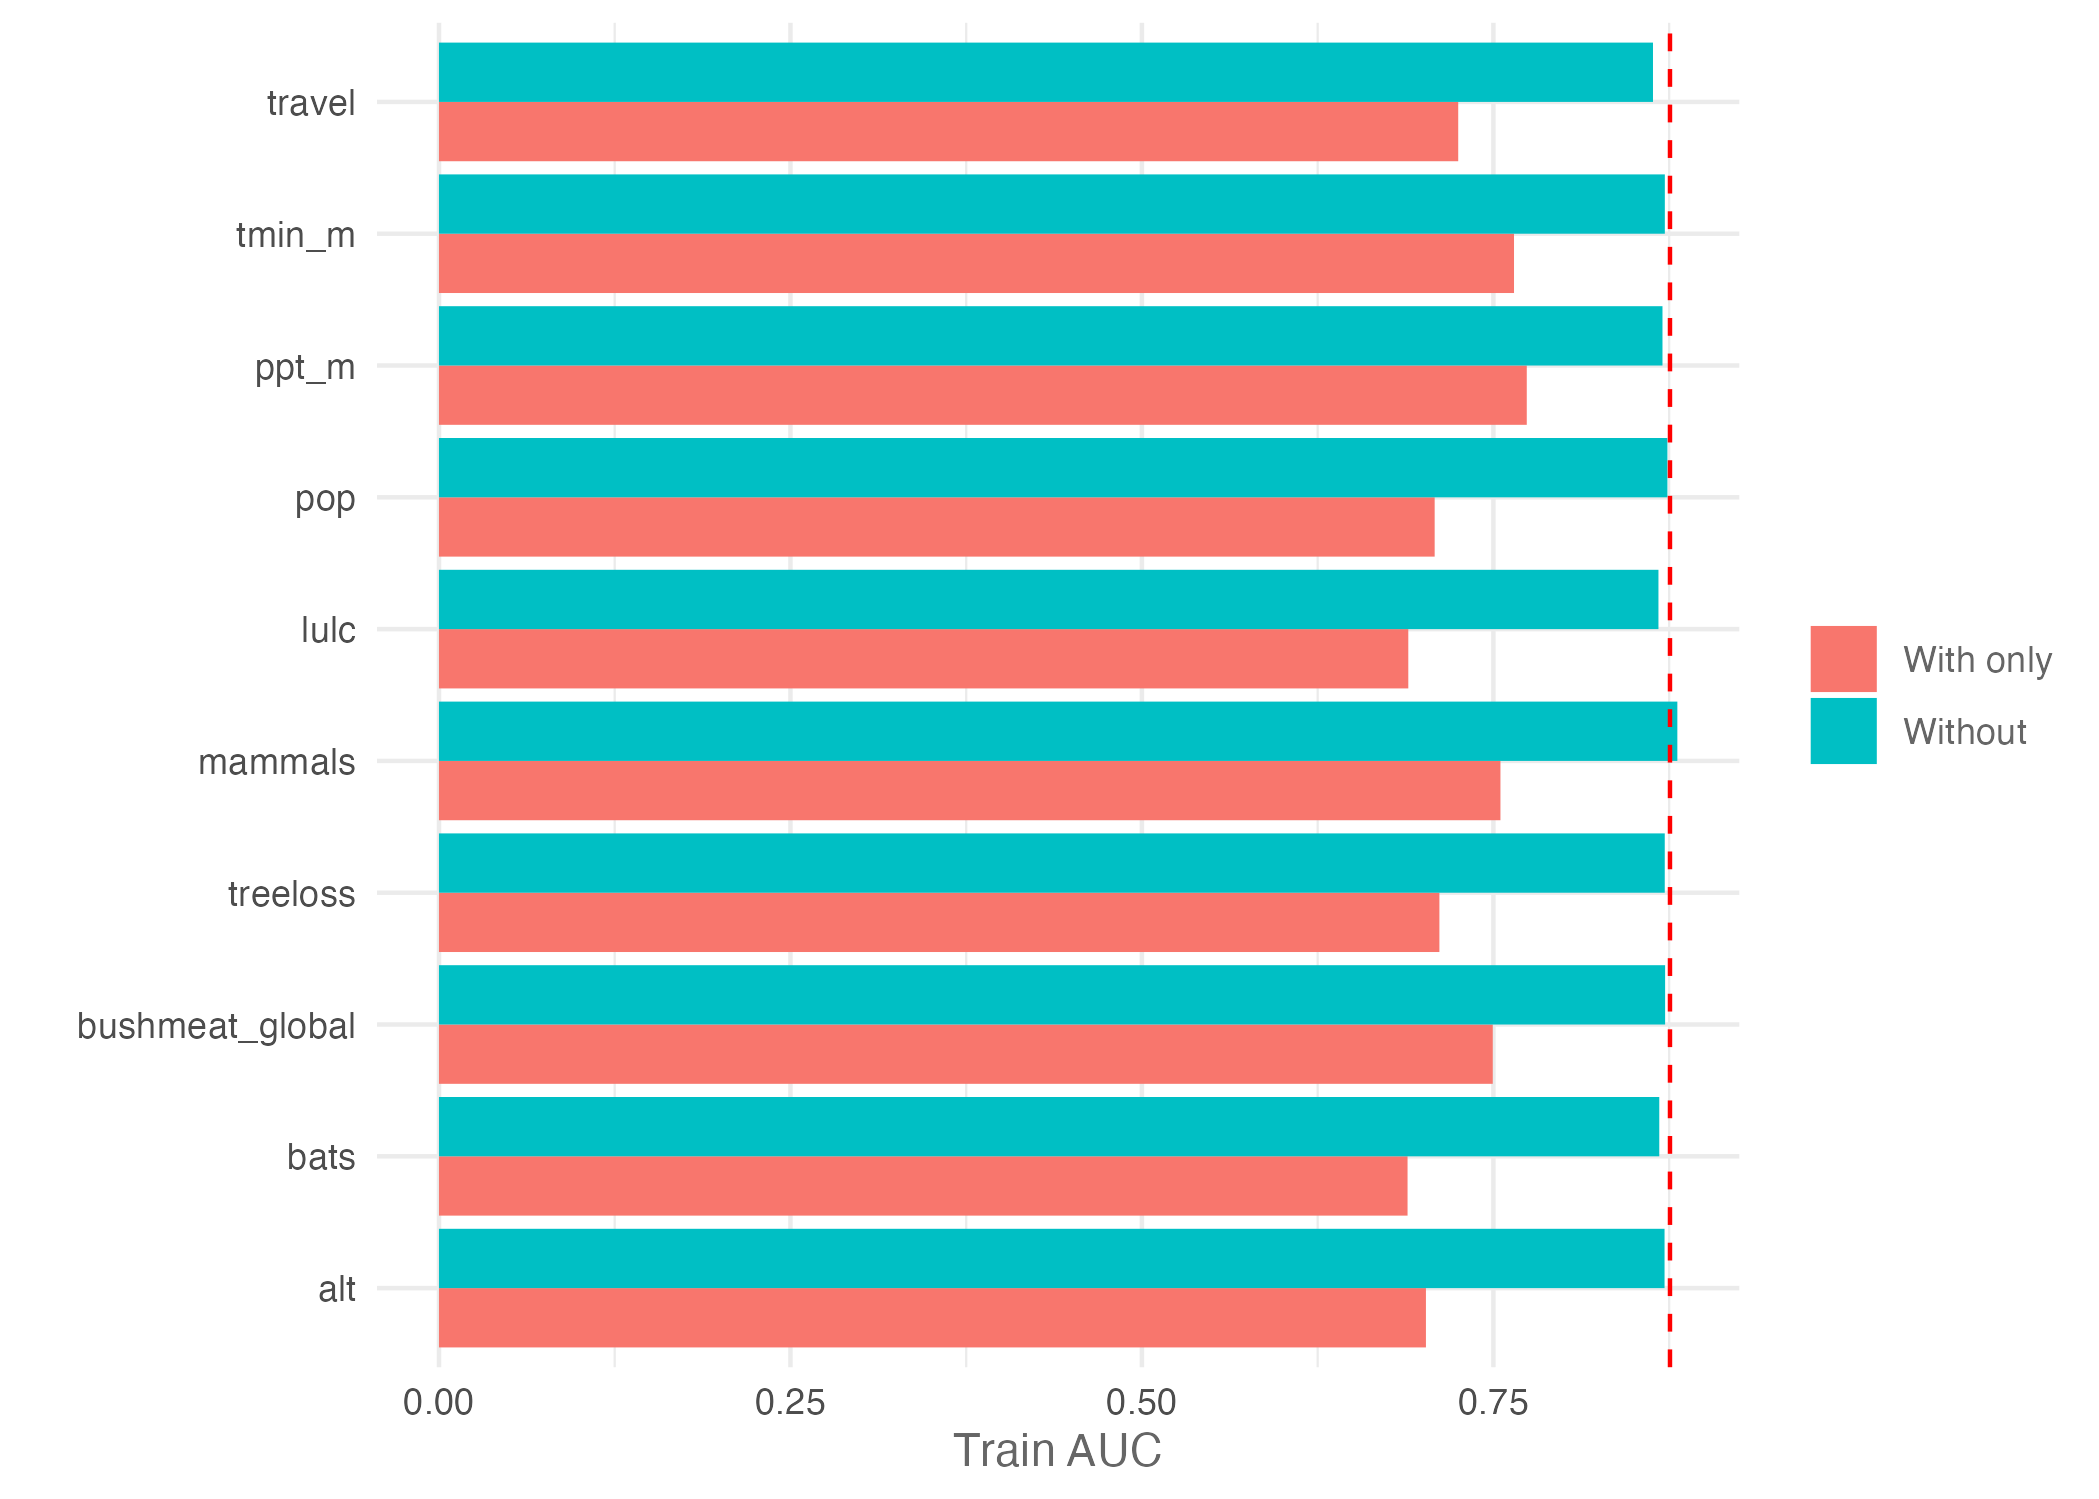 travel
tmin_m
ppt_m
pop
lulc
mammals
treeloss
bushmeat_global
bats
alt
0.00 0.25 0.50 0.75
Train AUC
With only
Without